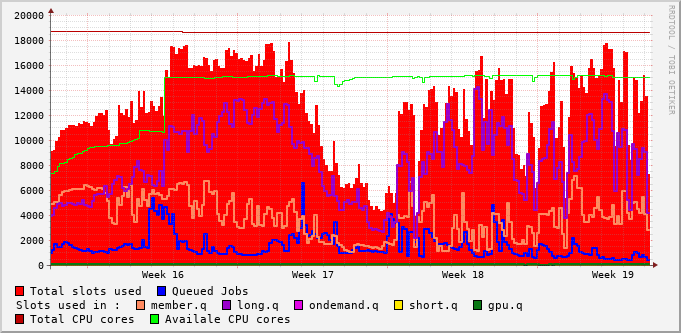 20000
18000
16000
14000
12000
10000
8000
6000
4000
2000
0
Week 16 Week 17 Week 18 Week 19
RRDTOOL / TOBI OETIKER
Total slots used Queued Jobs
Slots used in : member.q long.q ondemand.q short.q gpu.q
Total CPU cores Availale CPU cores